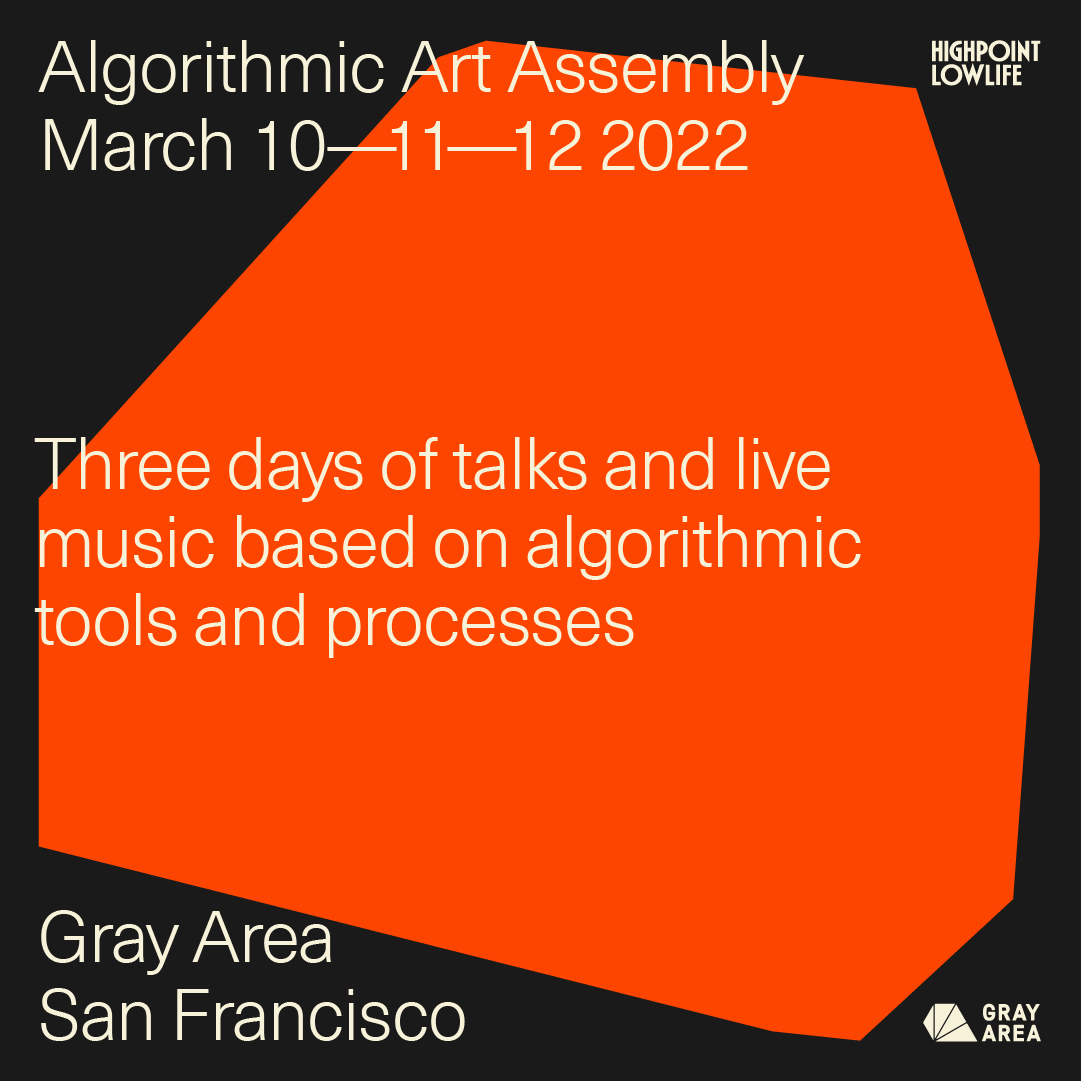 Algorithmic Art Assembly
March 10—11—12 2022
HIGHPOINT
LOWLIFE
Three days of talks and live
music based on algorithmic
tools and processes
Gray Area
San Francisco
GRAY
AREA